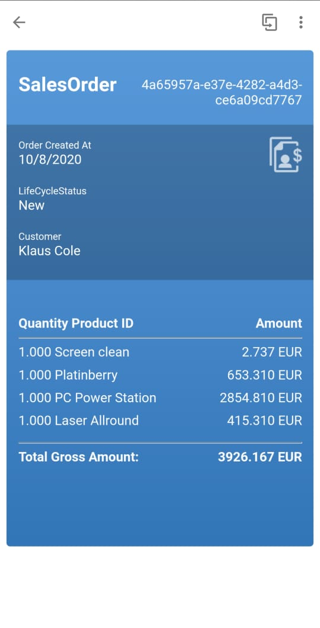 SalesOrder
4a65957a-e37e-4282-a4d3-
ce6a09cd7767
Order Created At
10/8/2020
LifeCycleStatus
New
Customer
Klaus Cole
Quantity Product ID Amount
1.000 Screen clean 2.737 EUR
1.000 Platinberry 653.310 EUR
1.000 PC Power Station 2854.810 EUR
1.000 Laser Allround 415.310 EUR
Total Gross Amount: 3926.167 EUR